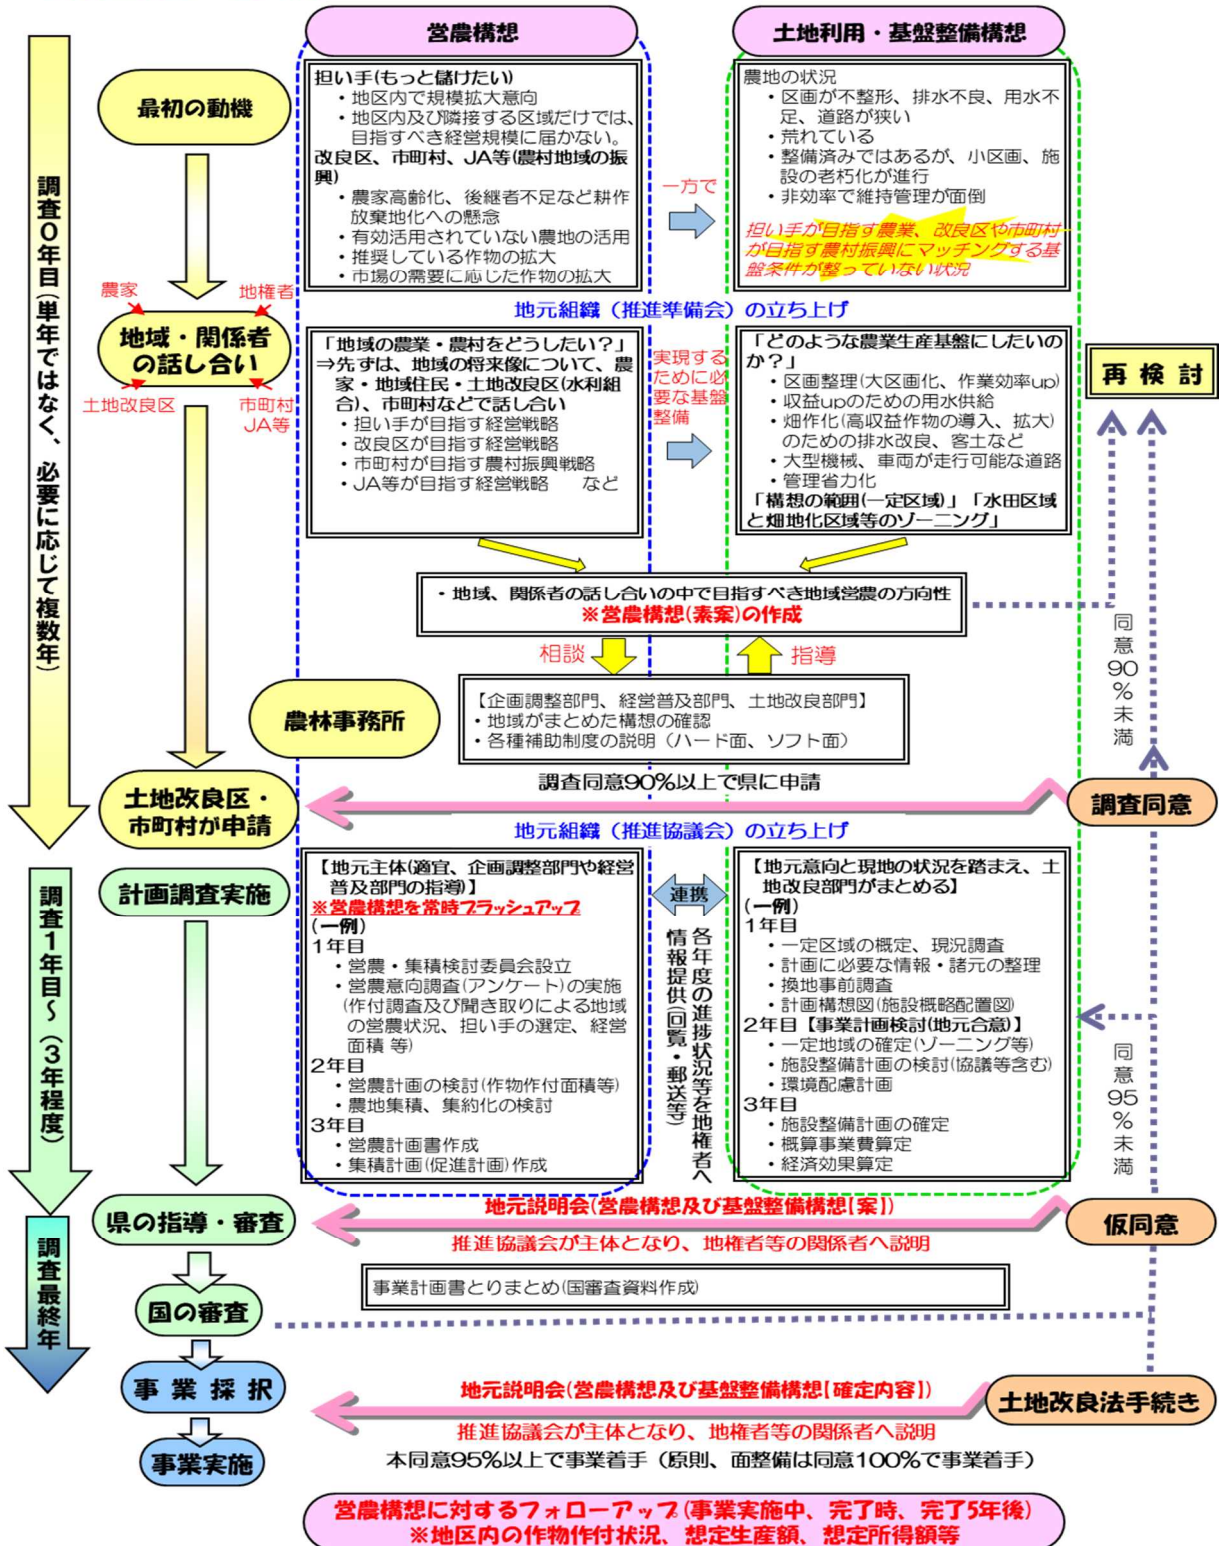 営農構想
土地利用・基盤整備構想
調査0年目(単年ではなく、必要に応じて複数年)
最初の動機
担い手(もっと儲けたい)
・地区内で規模拡大意向
・地区内及び隣接する区域だけでは、
目指すべき経営規模に届かない。
改良区、市町村、JA等(農村地域の振
興)
・農家高齢化、後継者不足など耕作
放棄地化への懸念
・有効活用されていない農地の活用
・推奨している作物の拡大
・市場の需要に応じた作物の拡大
一方で
農地の状況
・区画が不整形、排水不良、用水不
足、道路が狭い
・荒れている
・整備済みではあるが、小区画、施
設の老朽化が進行
・非効率で維持管理が面倒
担い手が目指す農業、改良区や市町村
が目指す農村振興にマッチングする基
盤条件が整っていない状況
地元組織（推進準備会）の立ち上げ
農家
地権者
地域・関係者
の話し合い
土地改良区
市町村
JA等
「地域の農業・農村をどうしたい？」
⇒先ずは、地域の将来像について、農
家・地域住民・土地改良区(水利組
合)、市町村などで話し合い
・担い手が目指す経営戦略
・改良区が目指す経営戦略
・市町村が目指す農村振興戦略
・JA等が目指す経営戦略　など
実現する
ために必
要な基盤
整備
「どのような農業生産基盤にしたいの
か？」
・区画整理(大区画化、作業効率up)
・収益upのための用水供給
・畑作化(高収益作物の導入、拡大)
のための排水改良、客土など
・大型機械、車両が走行可能な道路
・管理省力化
「構想の範囲(一定区域)」「水田区域
と畑地化区域等のゾーニング」
再検討
・地域、関係者の話し合いの中で目指すべき地域営農の方向性
※営農構想(素案)の作成
同意90%未満
相談
指導
農林事務所
【企画調整部門、経営普及部門、土地改良部門】
・地域がまとめた構想の確認
・各種補助制度の説明（ハード面、ソフト面）
調査同意90%以上で県に申請
土地改良区・
市町村が申請
調査同意
地元組織（推進協議会）の立ち上げ
調査1年目～（3年程度）
計画調査実施
【地元主体(適宜、企画調整部門や経営
普及部門の指導)】
※営農構想を常時ブラッシュアップ
(一例)
1年目
・営農・集積検討委員会設立
・営農意向調査(アンケート)の実施
(作付調査及び聞き取りによる地域
の営農状況、担い手の選定、経営
面積 等)
2年目
・営農計画の検討(作物作付面積等)
・農地集積、集約化の検討
3年目
・営農計画書作成
・集積計画(促進計画)作成
連携
各年度の進捗状況等を地権者へ
情報提供(回覧・郵送等)
【地元意向と現地の状況を踏まえ、土
地改良部門がまとめる】
(一例)
1年目
・一定区域の概定、現況調査
・計画に必要な情報・諸元の整理
・換地事前調査
・計画構想図(施設概略配置図)
2年目【事業計画検討(地元合意)】
・一定地域の確定(ゾーニング等)
・施設整備計画の検討(協議等含む)
・環境配慮計画
3年目
・施設整備計画の確定
・概算事業費算定
・経済効果算定
同意95%未満
調査最終年
県の指導・審査
地元説明会(営農構想及び基盤整備構想【案】)
推進協議会が主体となり、地権者等の関係者へ説明
仮同意
事業計画書とりまとめ(国審査資料作成)
国の審査
事業採択
地元説明会(営農構想及び基盤整備構想【確定内容】)
推進協議会が主体となり、地権者等の関係者へ説明
土地改良法手続き
事業実施
本同意95%以上で事業着手（原則、面整備は同意100%で事業着手）
営農構想に対するフォローアップ(事業実施中、完了時、完了5年後)
※地区内の作物作付状況、想定生産額、想定所得額等